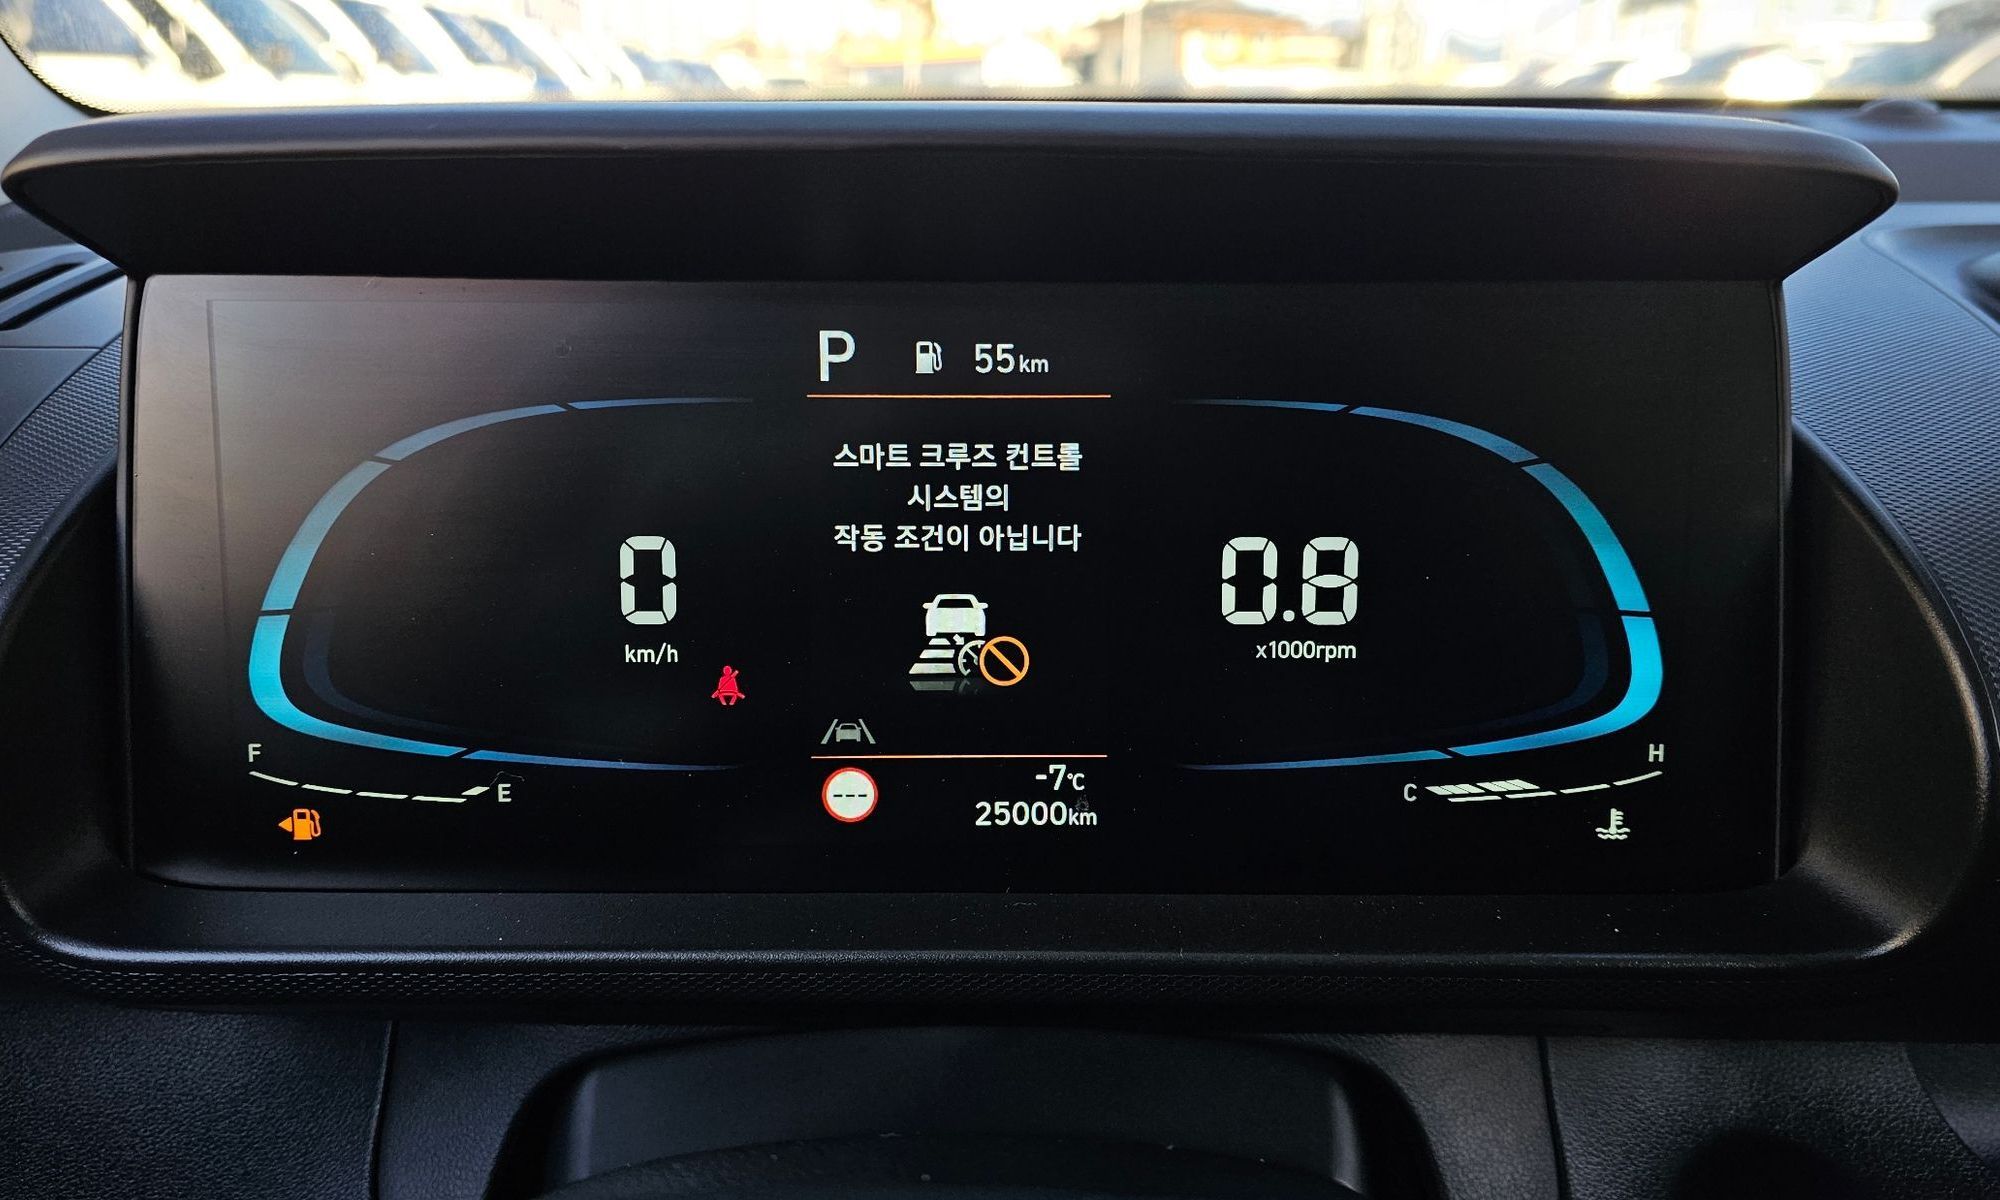 P 55km
스마트 크루즈 컨트롤
시스템의
작동 조건이 아닙니다
0
km/h
0.8
x1000rpm
F
E
C
H
---
-7℃
25000km